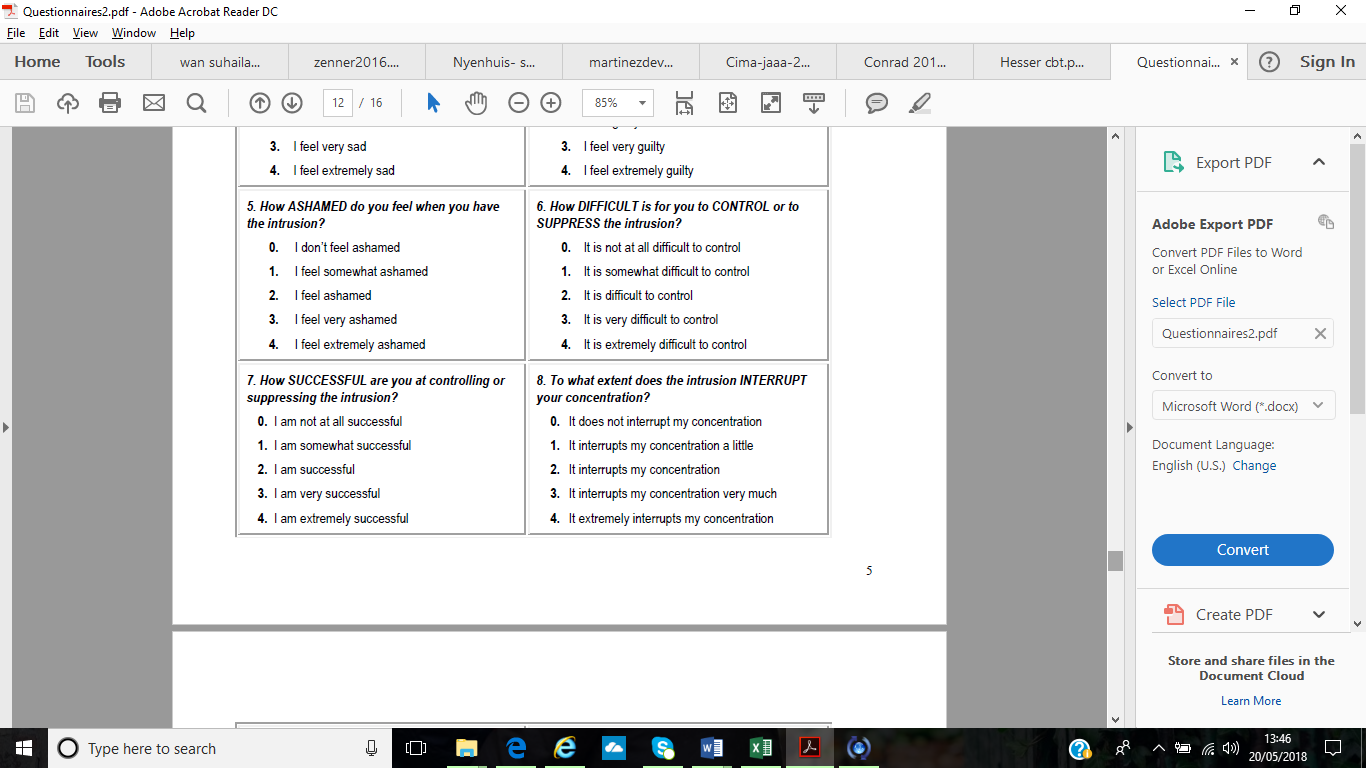 Questionnaires2.pdf - Adobe Acrobat Reader DC
File Edit View Window Help
Home Tools wan suhaila... zenner2016.... Nyenhuis- s... martinezdev... Cima-jaaa-2... Conrad 201... Hesser cbt.p... Questionnai... Sign In
12 / 16 85%
3. I feel very sad
4. I feel extremely sad
3. I feel very guilty
4. I feel extremely guilty
5. How ASHAMED do you feel when you have
the intrusion?
0. I don't feel ashamed
1. I feel somewhat ashamed
2. I feel ashamed
3. I feel very ashamed
4. I feel extremely ashamed
6. How DIFFICULT is for you to CONTROL or to
SUPPRESS the intrusion?
0. It is not at all difficult to control
1. It is somewhat difficult to control
2. It is difficult to control
3. It is very difficult to control
4. It is extremely difficult to control
7. How SUCCESSFUL are you at controlling or
suppressing the intrusion?
0. I am not at all successful
1. I am somewhat successful
2. I am successful
3. I am very successful
4. I am extremely successful
8. To what extent does the intrusion INTERRUPT
your concentration?
0. It does not interrupt my concentration
1. It interrupts my concentration a little
2. It interrupts my concentration
3. It interrupts my concentration very much
4. It extremely interrupts my concentration
5
Export PDF
Adobe Export PDF
Convert PDF Files to Word
or Excel Online
Select PDF File
Questionnaires2.pdf
Convert to
Microsoft Word (*.docx)
Document Language:
English (U.S.) Change
Convert
Create PDF
Store and share files in the
Document Cloud
Learn More
Type here to search
13:46
20/05/2018